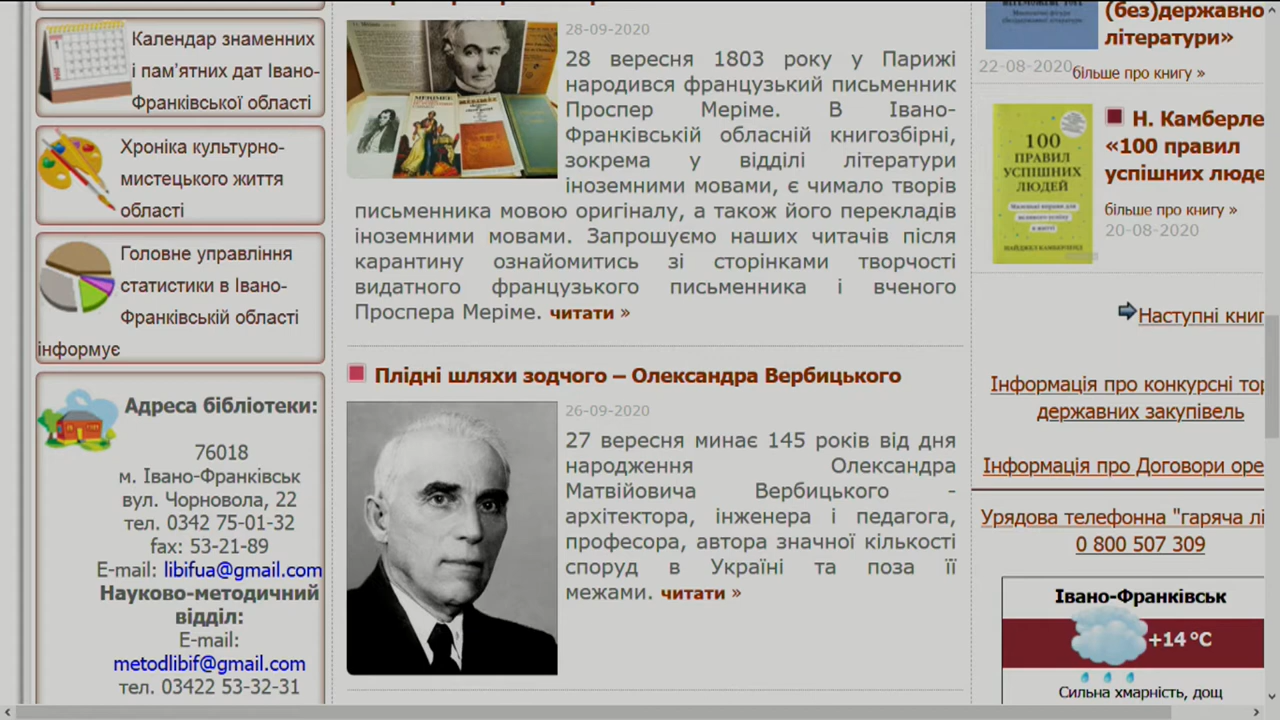 Календар знаменних
і пам'ятних дат Івано-
Франківської області
Хроніка культурно-
мистецького життя
області
Головне управління
статистики в Івано-
Франківській області
інформує
Адреса бібліотеки:
76018
м. Івано-Франківськ
вул. Чорновола, 22
тел. 0342 75-01-32
fax: 53-21-89
E-mail: libifua@gmail.com
Науково-методичний
відділ:
E-mail:
metodlibif@gmail.com
тел. 03422 53-32-31
28-09-2020
28 вересня 1803 року у Парижі
народився французький письменник
Проспер Меріме. В Івано-
Франківській обласній книгозбірні,
зокрема у відділі літератури
іноземними мовами, є чимало творів
письменника мовою оригіналу, а також його перекладів
іноземними мовами. Запрошуємо наших читачів після
карантину ознайомитись зі сторінками творчості
видатного французького письменника і вченого
Проспера Меріме. читати »
Плідні шляхи зодчого – Олександра Вербицького
26-09-2020
27 вересня минає 145 років від дня
народження Олександра
Матвійовича Вербицького -
архітектора, інженера і педагога,
професора, автора значної кількості
споруд в Україні та поза її
межами. читати »
(без)державно
літератури»
22-08-2020
більше про книгу »
100
ПРАВИЛ
УСПІШНИХ
ЛЮДЕЙ
Н. Камберле
«100 правил
успішних люде
більше про книгу »
20-08-2020
Наступні книг
Інформація про конкурсні тор
державних закупівель
Інформація про Договори оре
Урядова телефонна "гаряча лі
0 800 507 309
Івано-Франківськ
+14 °C
Сильна хмарність, дощ